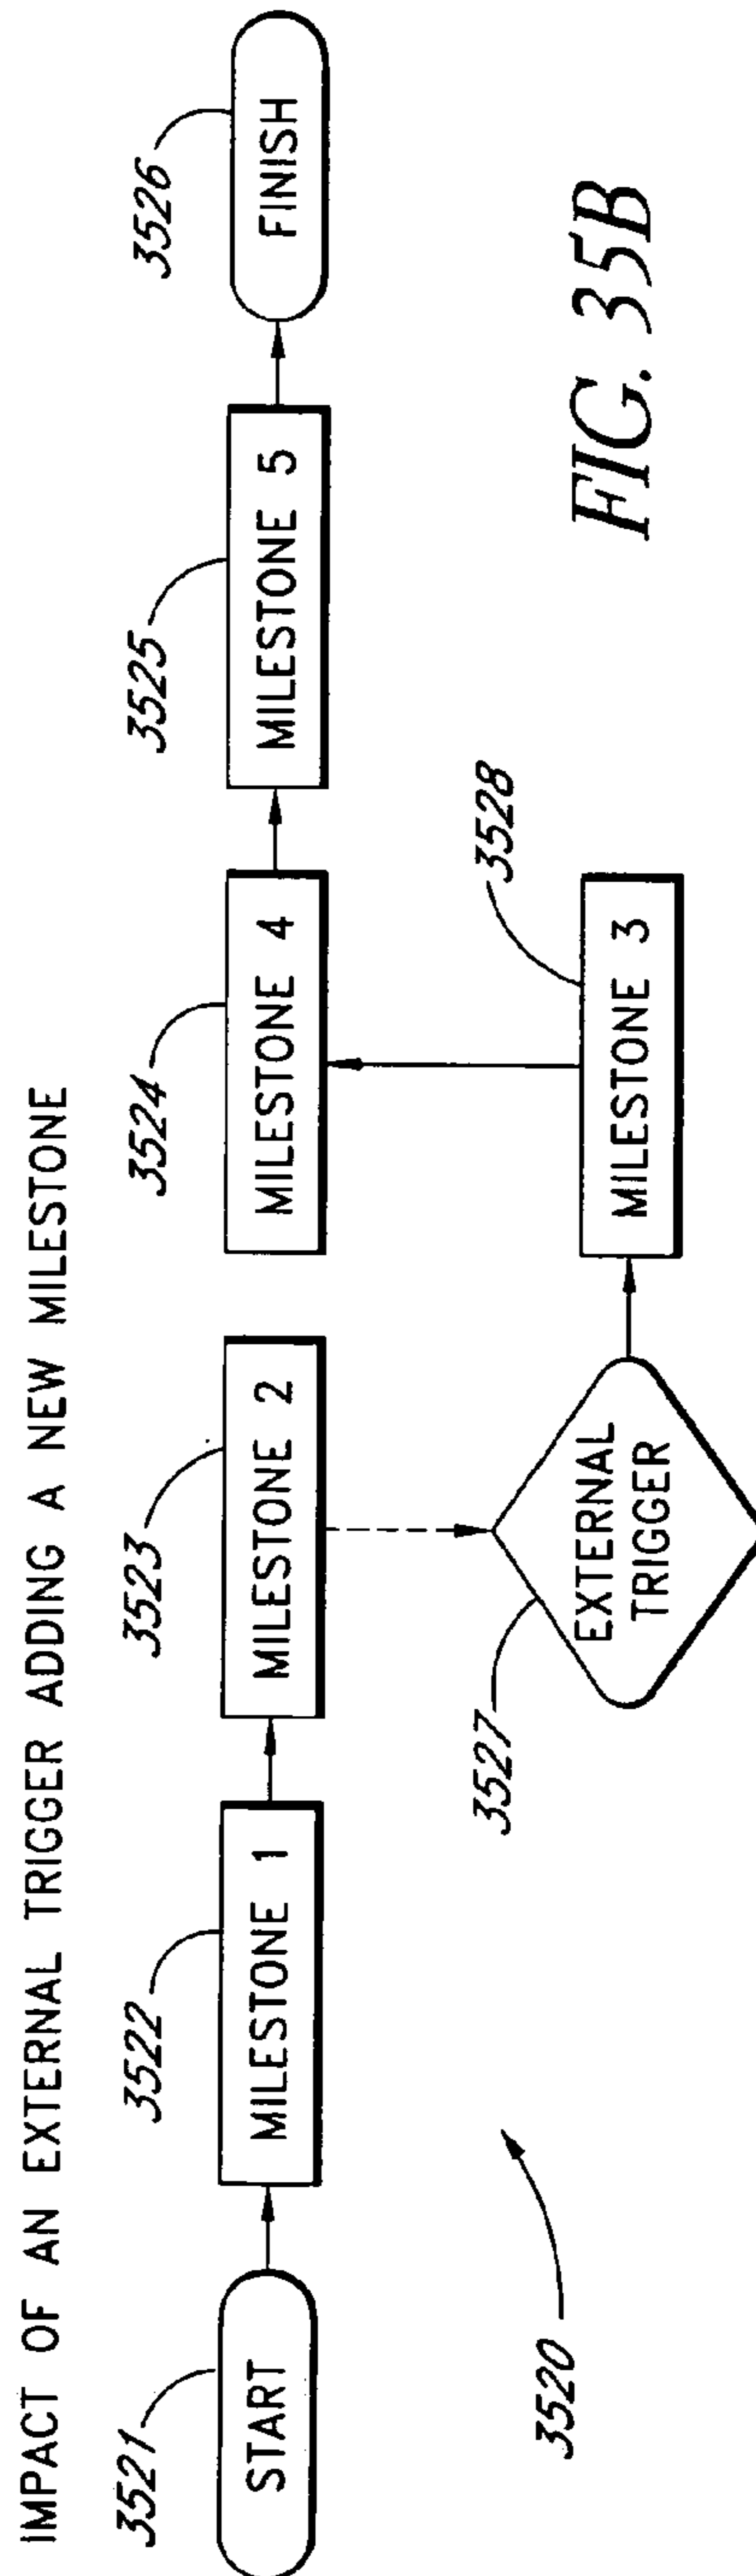 IMPACT OF AN EXTERNAL TRIGGER ADDING A NEW MILESTONE
3521
3522
3523
3524
3525
3526
START
MILESTONE 1
MILESTONE 2
MILESTONE 4
MILESTONE 5
FINISH
3520
3527
3528
EXTERNAL
TRIGGER
MILESTONE 3
FIG. 35B